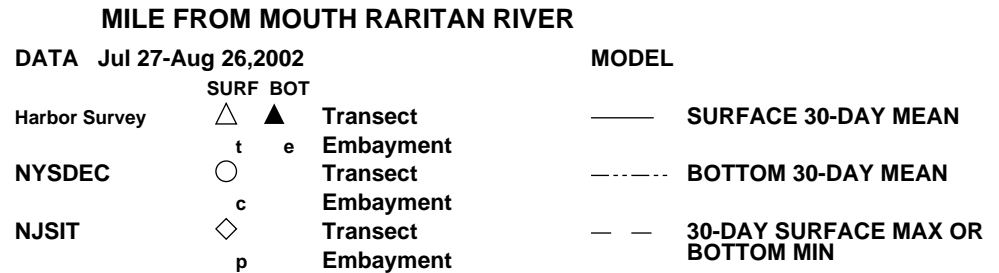 MILE FROM MOUTH RARITAN RIVER
DATA Jul 27-Aug 26,2002 MODEL
SURF BOT
Harbor Survey Transect SURFACE 30-DAY MEAN
t e Embayment
NYSDEC Transect BOTTOM 30-DAY MEAN
c Embayment
NJSIT Transect 30-DAY SURFACE MAX OR
p Embayment BOTTOM MIN